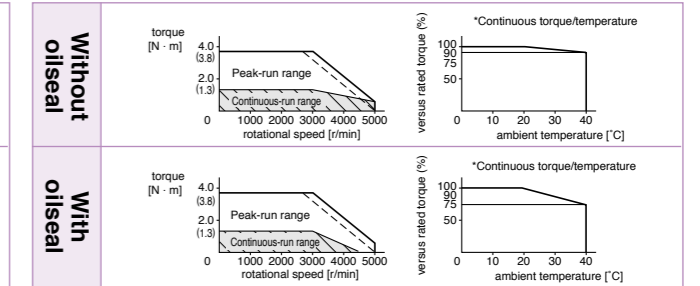 Without
oilseal
torque
[N · m]
4.0
(3.8)
2.0
(1.3)
Peak-run range
Continuous-run range
0 1000 2000 3000 4000 5000
rotational speed [r/min]
*Continuous torque/temperature
versus rated torque (%)
100
90
75
50
0 10 20 30 40
ambient temperature [˚C]
With
oilseal
torque
[N · m]
4.0
(3.8)
2.0
(1.3)
Peak-run range
Continuous-run range
0 1000 2000 3000 4000 5000
rotational speed [r/min]
*Continuous torque/temperature
versus rated torque (%)
100
90
75
50
0 10 20 30 40
ambient temperature [˚C]